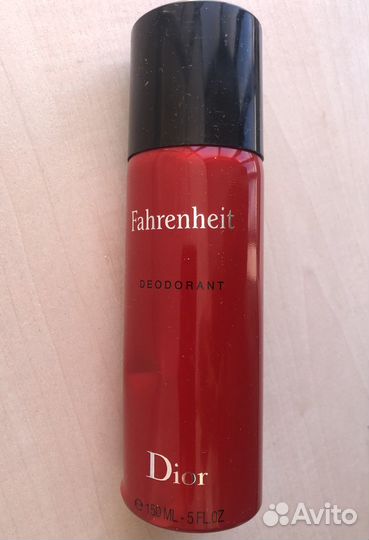 Fahrenheit
DEODORANT
Dior
℮ 150 ML - 5 FL.OZ
Avito